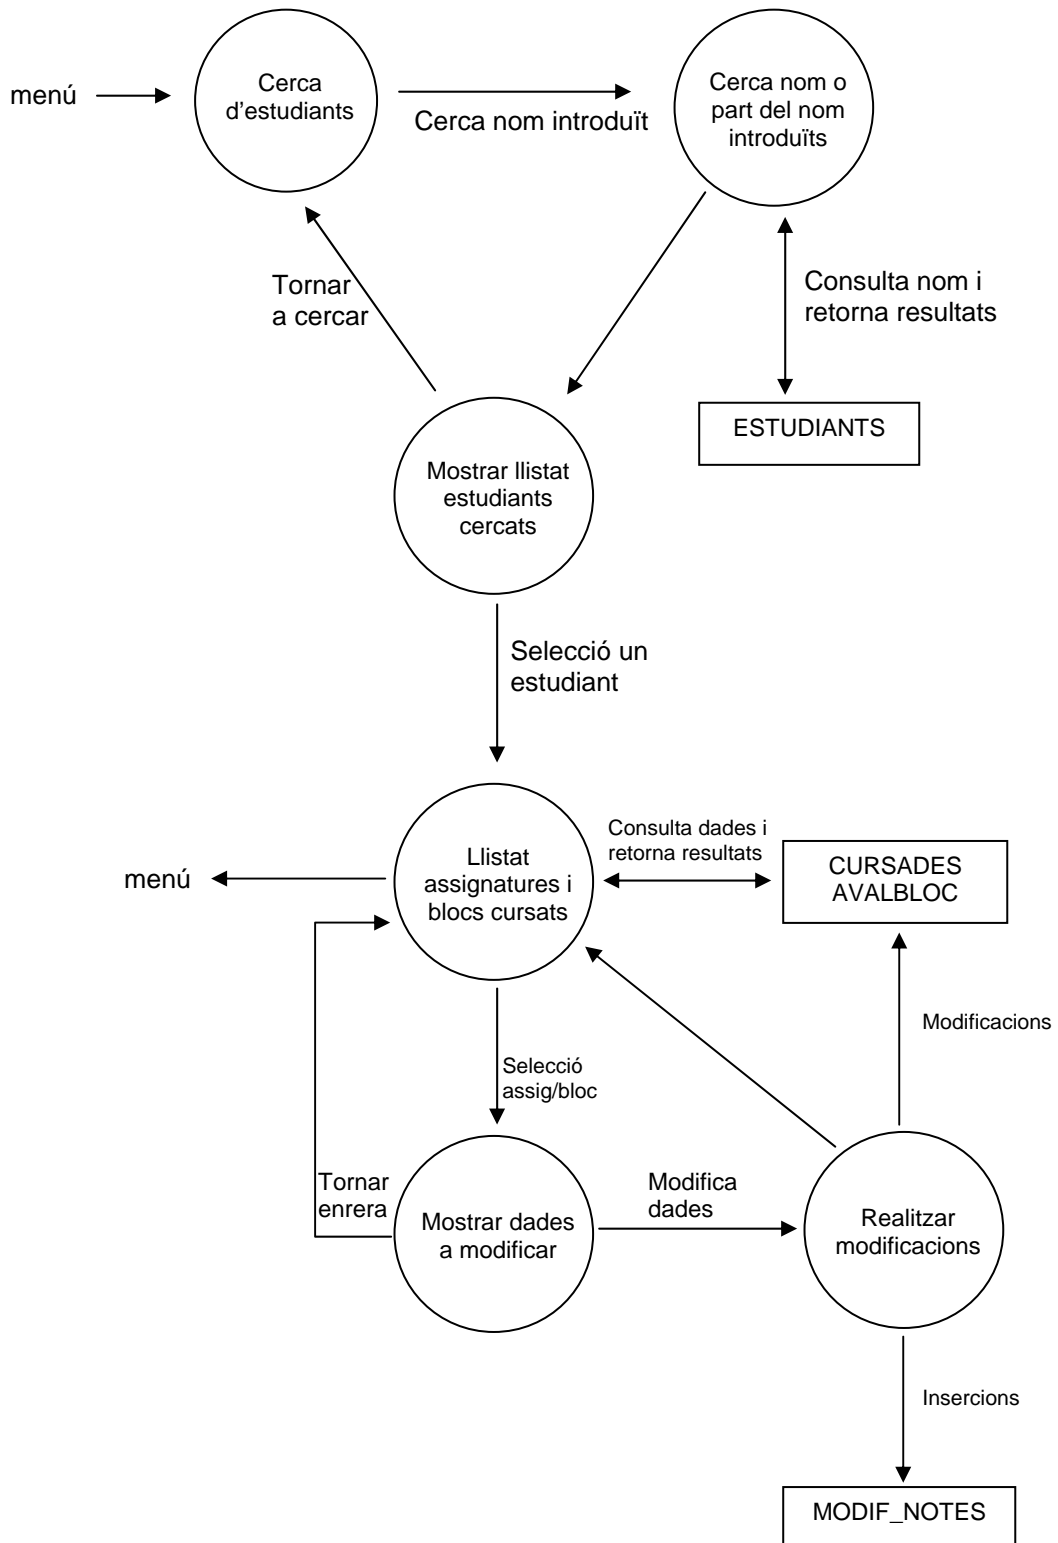 menú
Cerca
d'estudiants
Cerca nom introduït
Cerca nom o
part del nom
introduïts
Tornar
a cercar
Consulta nom i
retorna resultats
ESTUDIANTS
Mostrar llistat
estudiants
cercats
Selecció un
estudiant
menú
Llistat
assignatures i
blocs cursats
Consulta dades i
retorna resultats
CURSADES
AVALBLOC
Modificacions
Selecció
assig/bloc
Tornar
enrera
Mostrar dades
a modificar
Modifica
dades
Realitzar
modificacions
Insercions
MODIF_NOTES